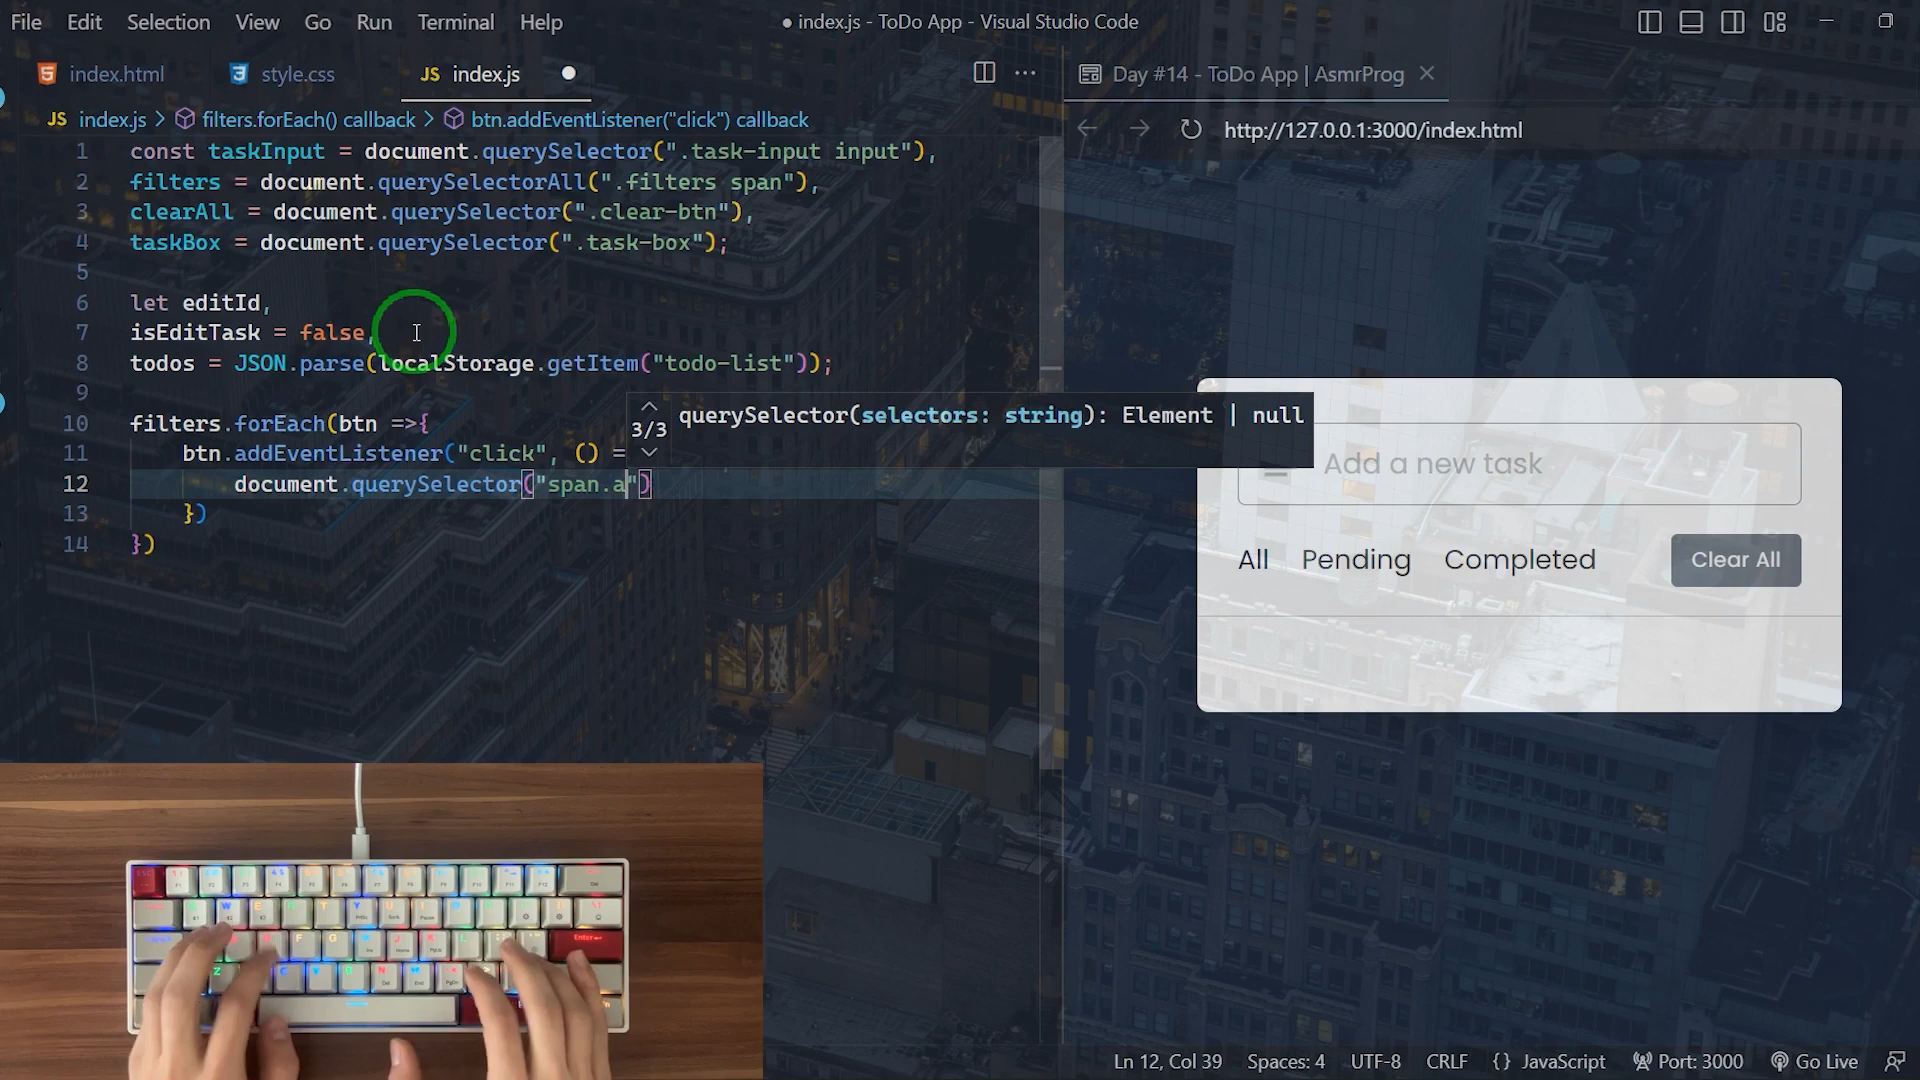 File Edit Selection View Go Run Terminal Help
● index.js - ToDo App - Visual Studio Code
index.html
style.css
JS index.js
Day #14 - ToDo App | AsmrProg
JS index.js > filters.forEach() callback > btn.addEventListener("click") callback
http://127.0.0.1:3000/index.html
1 const taskInput = document.querySelector(".task-input input"),
2 filters = document.querySelectorAll(".filters span"),
3 clearAll = document.querySelector(".clear-btn"),
4 taskBox = document.querySelector(".task-box");
5
6 let editId,
7 isEditTask = false,
8 todos = JSON.parse(localStorage.getItem("todo-list"));
9
10 filters.forEach(btn =>{
11 btn.addEventListener("click", () =
12 document.querySelector("span.a")
13 })
14 })
3/3 querySelector(selectors: string): Element | null
Add a new task
All Pending Completed Clear All
Ln 12, Col 39 Spaces: 4 UTF-8 CRLF {} JavaScript Port: 3000 Go Live